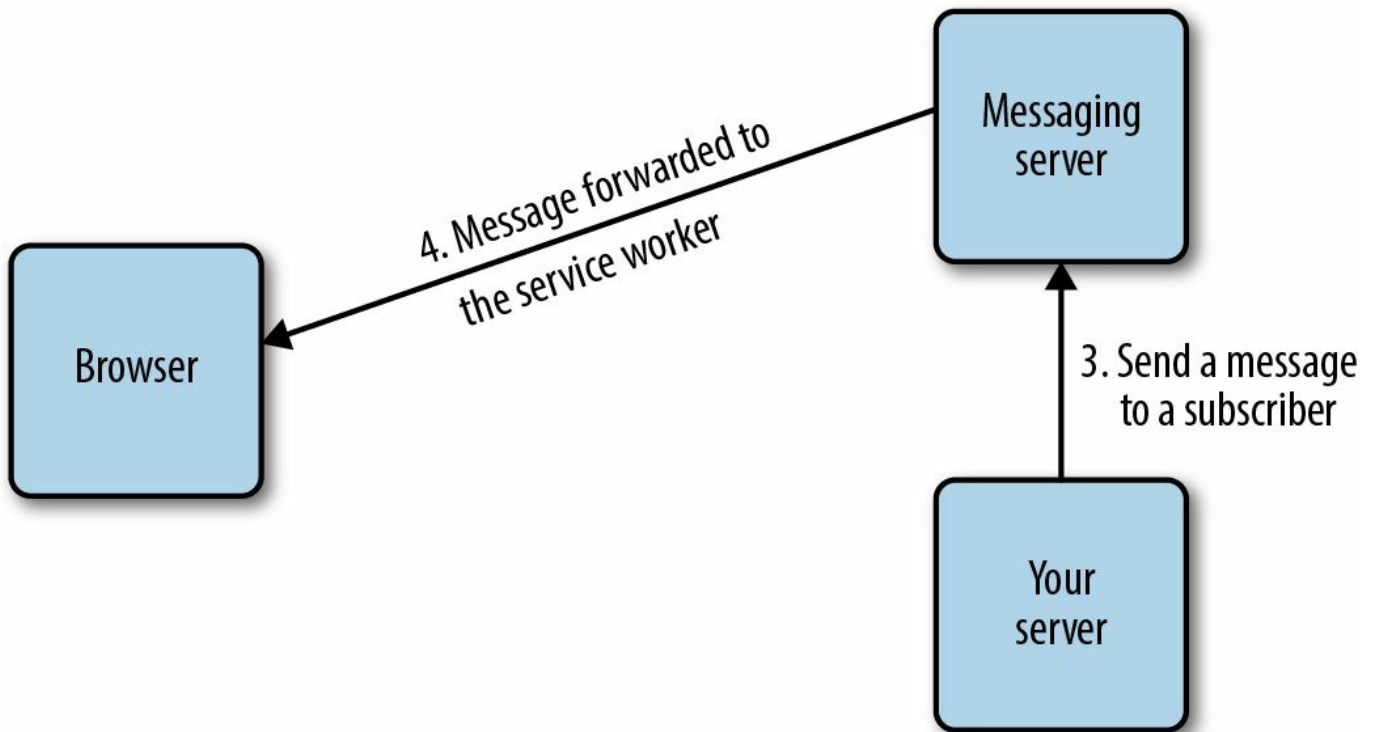 Messaging
server
4. Message forwarded to
the service worker
Browser
3. Send a message
to a subscriber
Your
server